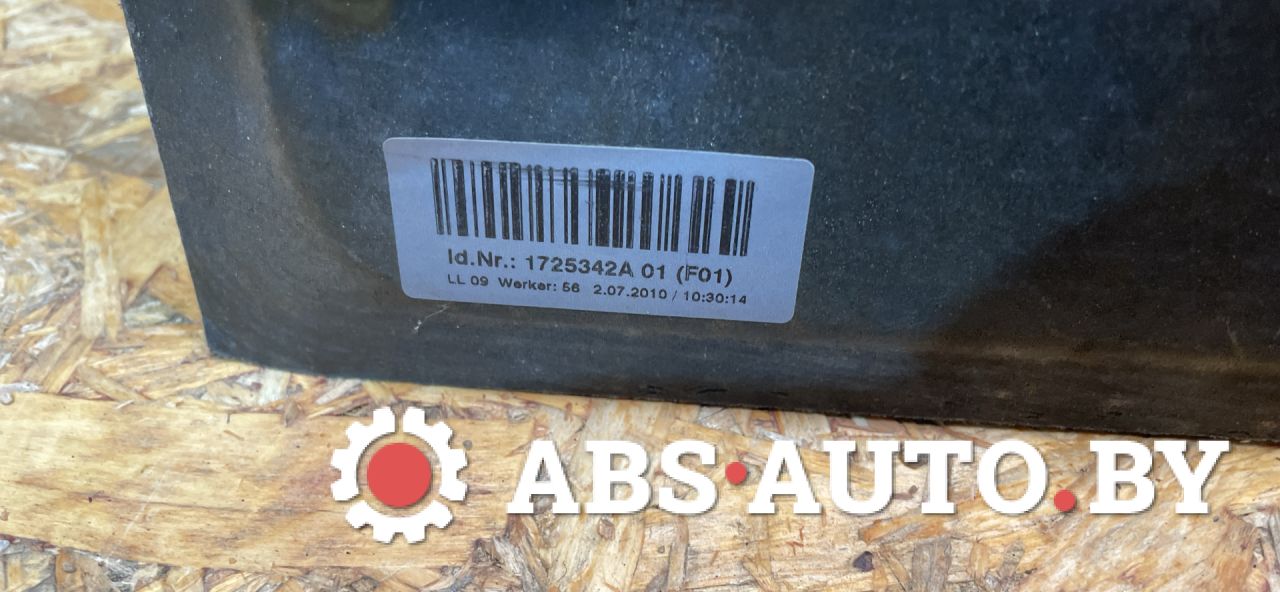 Id.Nr.: 1725342A 01 (F01)
LL 09 Werker: 56 2.07.2010 / 10:30:14
ABS·AUTO.BY